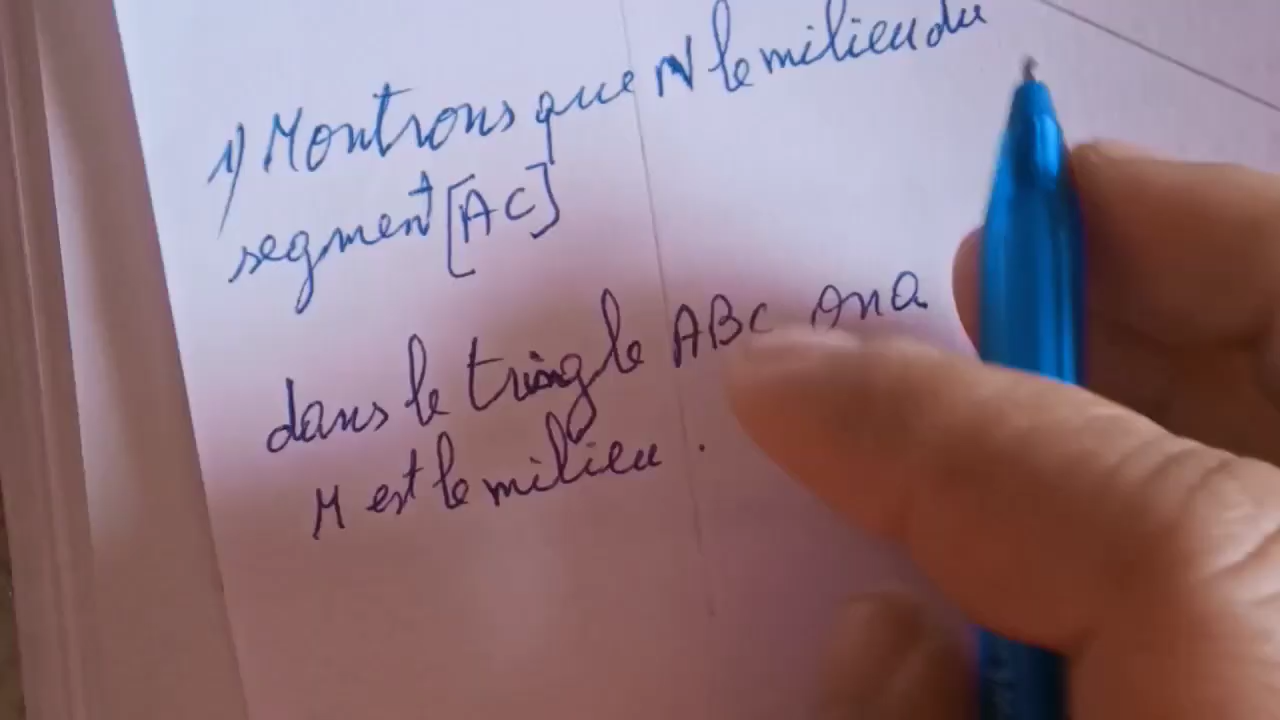 1) Montrons que N le milieu du
segment [AC]
dans le triangle ABC on a
M est le milieu .